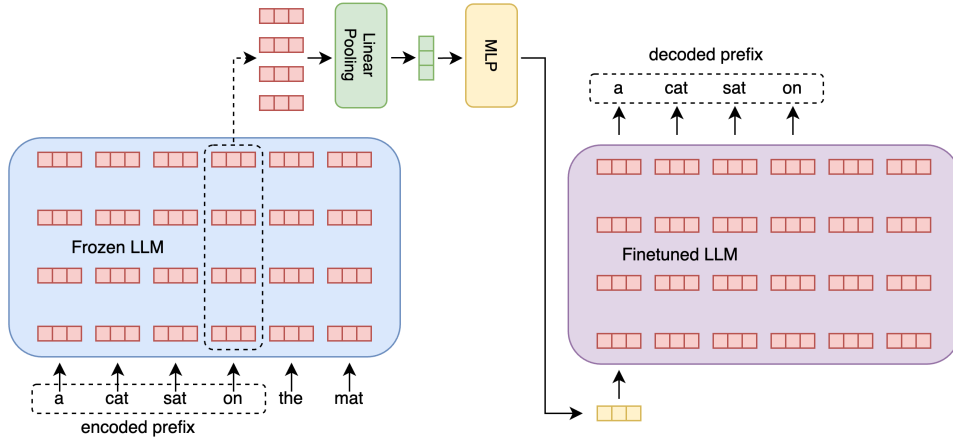 Linear
Pooling
MLP
decoded prefix
a cat sat on
Frozen LLM
Finetuned LLM
a cat sat on the mat
encoded prefix